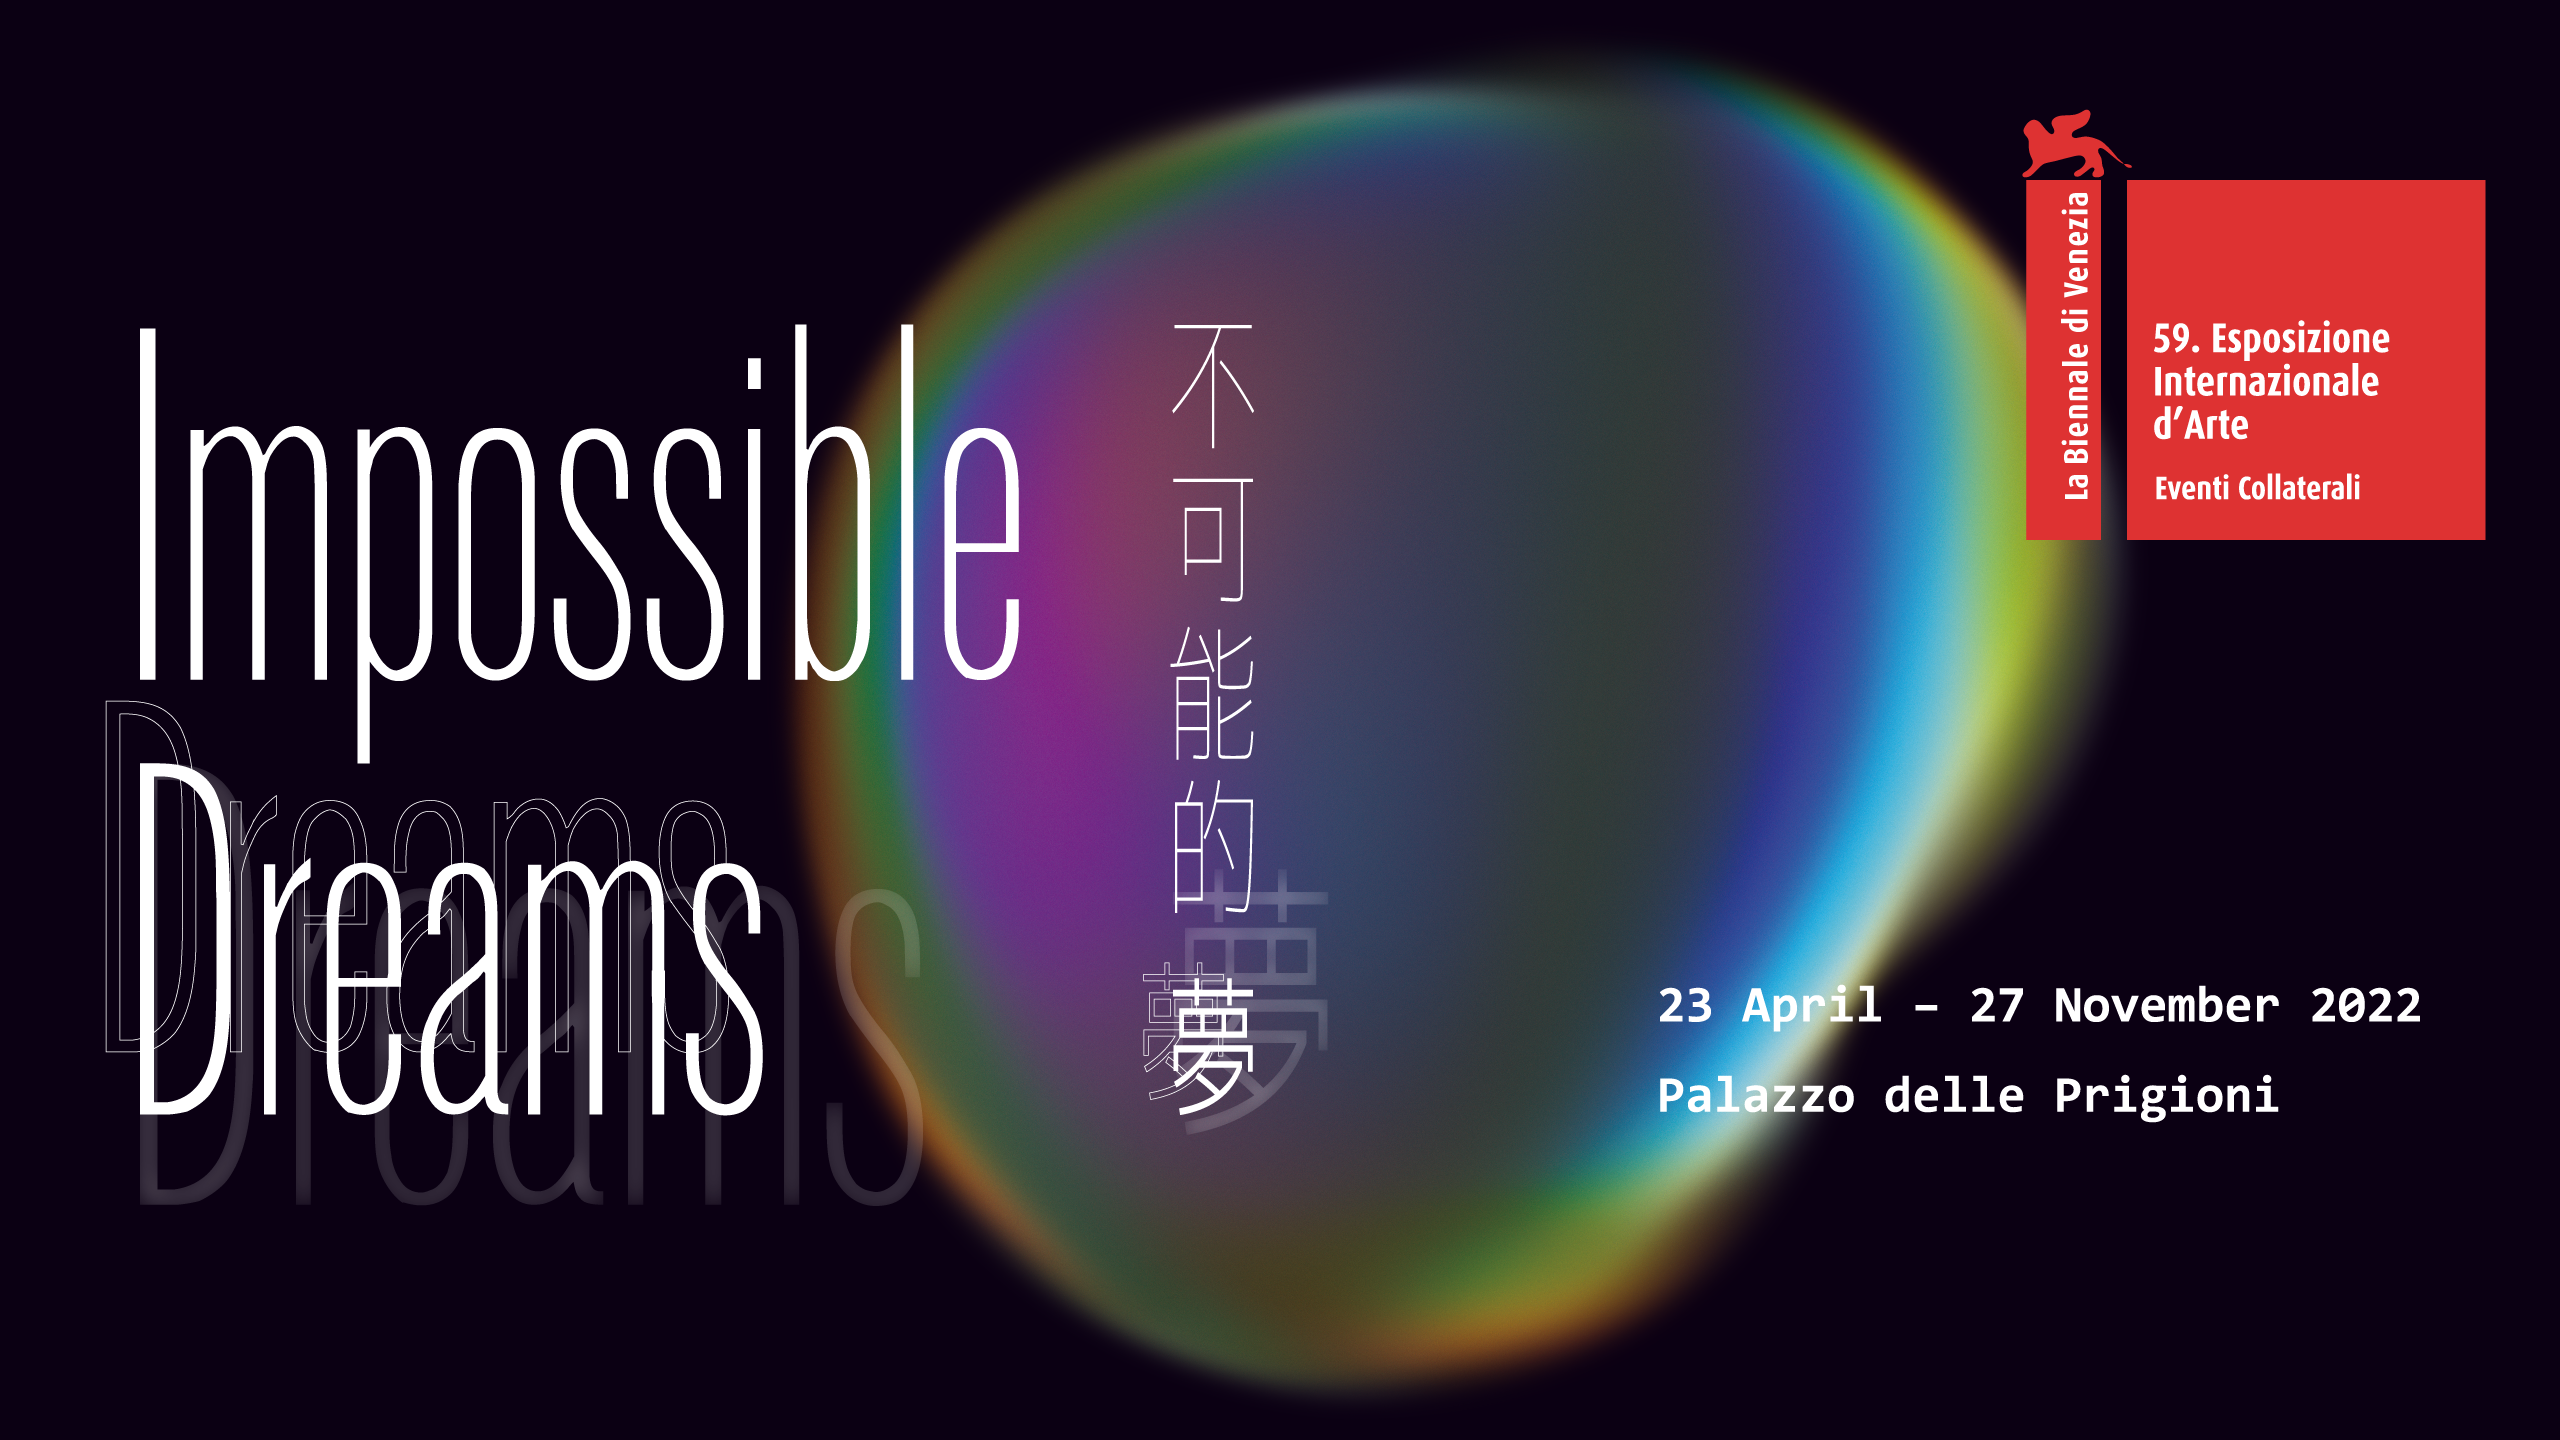 Impossible
Dreams
不可能的夢
La Biennale di Venezia
59. Esposizione
Internazionale
d'Arte
Eventi Collaterali
23 April – 27 November 2022
Palazzo delle Prigioni